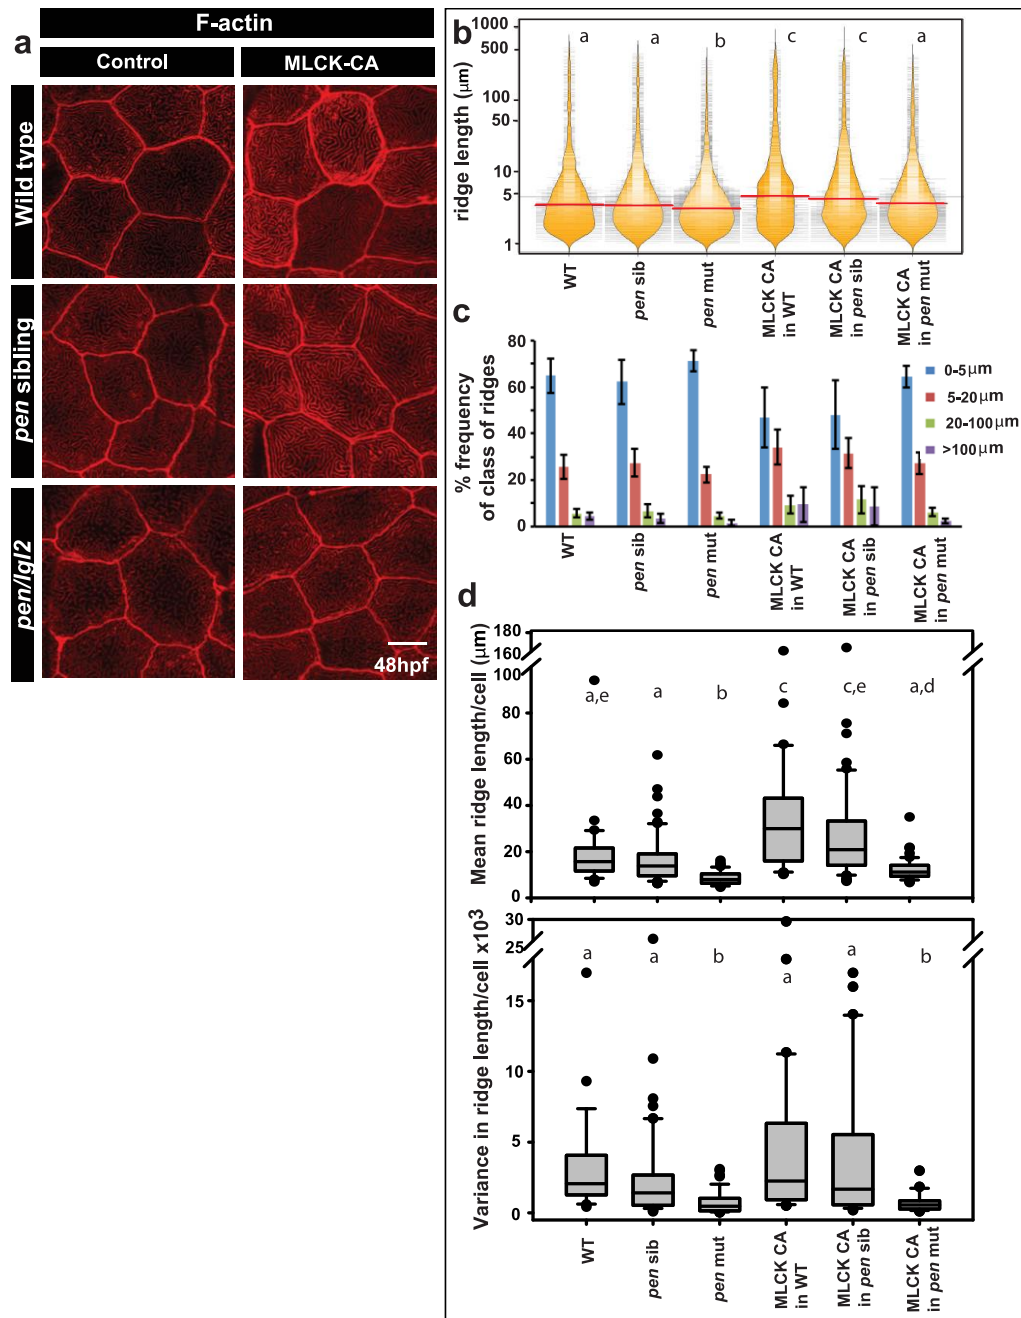 a
F-actin
Control
MLCK-CA
Wild type
pen sibling
pen/lgl2
48hpf
b
ridge length (μm)
1000
500
100
50
10
5
1
a
a
b
c
c
a
WT
pen sib
pen mut
MLCK CA
in WT
MLCK CA
in pen sib
MLCK CA
in pen mut
c
% frequency
of class of ridges
80
60
40
20
0
0-5μm
5-20μm
20-100μm
>100μm
WT
pen sib
pen mut
MLCK CA
in WT
MLCK CA
in pen sib
MLCK CA
in pen mut
d
Mean ridge length/cell (μm)
180
160
100
80
60
40
20
0
a,e
a
b
c
c,e
a,d
Variance in ridge length/cell x10³
30
25
15
10
5
0
a
a
b
a
a
b
WT
pen sib
pen mut
MLCK CA
in WT
MLCK CA
in pen sib
MLCK CA
in pen mut